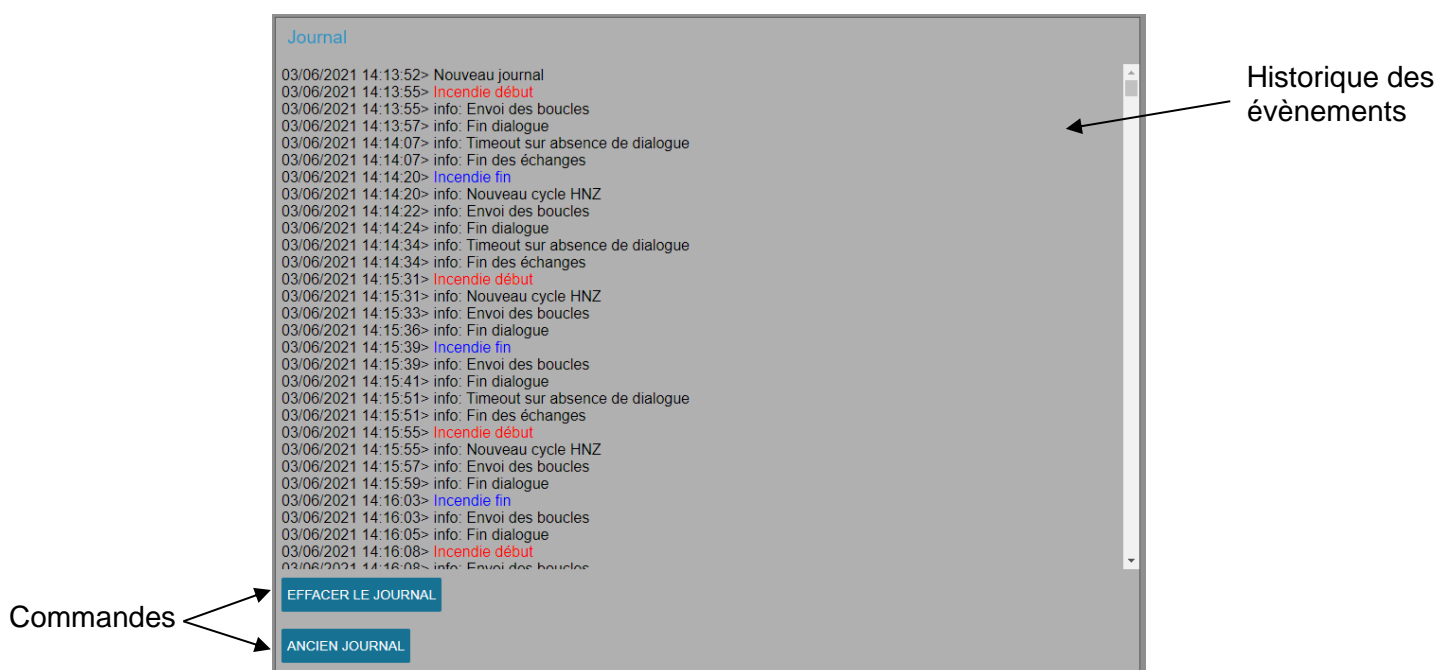 Journal
03/06/2021 14:13:52> Nouveau journal
03/06/2021 14:13:55> Incendie début
03/06/2021 14:13:55> info: Envoi des boucles
03/06/2021 14:13:57> info: Fin dialogue
03/06/2021 14:14:07> info: Timeout sur absence de dialogue
03/06/2021 14:14:07> info: Fin des échanges
03/06/2021 14:14:20> Incendie fin
03/06/2021 14:14:20> info: Nouveau cycle HNZ
03/06/2021 14:14:22> info: Envoi des boucles
03/06/2021 14:14:24> info: Fin dialogue
03/06/2021 14:14:34> info: Timeout sur absence de dialogue
03/06/2021 14:14:34> info: Fin des échanges
03/06/2021 14:15:31> Incendie début
03/06/2021 14:15:31> info: Nouveau cycle HNZ
03/06/2021 14:15:33> info: Envoi des boucles
03/06/2021 14:15:36> info: Fin dialogue
03/06/2021 14:15:39> Incendie fin
03/06/2021 14:15:39> info: Envoi des boucles
03/06/2021 14:15:41> info: Fin dialogue
03/06/2021 14:15:51> info: Timeout sur absence de dialogue
03/06/2021 14:15:51> info: Fin des échanges
03/06/2021 14:15:55> Incendie début
03/06/2021 14:15:55> info: Nouveau cycle HNZ
03/06/2021 14:15:57> info: Envoi des boucles
03/06/2021 14:15:59> info: Fin dialogue
03/06/2021 14:16:03> Incendie fin
03/06/2021 14:16:03> info: Envoi des boucles
03/06/2021 14:16:05> info: Fin dialogue
03/06/2021 14:16:08> Incendie début
03/06/2021 14:16:08> info: Envoi des boucles
Historique des
évènements
Commandes
EFFACER LE JOURNAL
ANCIEN JOURNAL